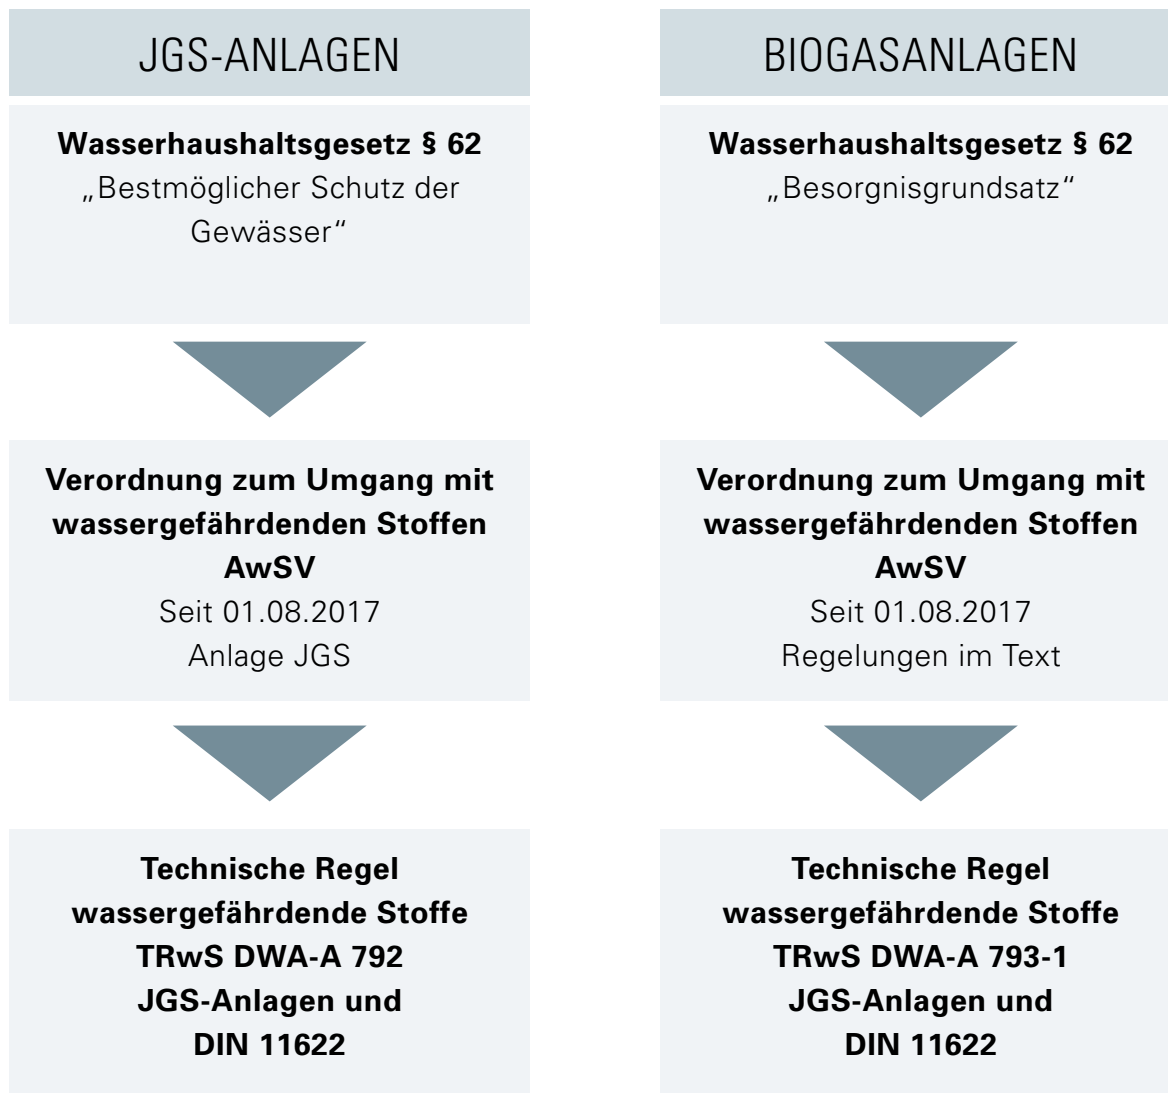 JGS-ANLAGEN
Wasserhaushaltsgesetz § 62
„Bestmöglicher Schutz der
Gewässer“
Verordnung zum Umgang mit
wassergefährdenden Stoffen
AwSV
Seit 01.08.2017
Anlage JGS
Technische Regel
wassergefährdende Stoffe
TRwS DWA-A 792
JGS-Anlagen und
DIN 11622
BIOGASANLAGEN
Wasserhaushaltsgesetz § 62
„Besorgnisgrundsatz“
Verordnung zum Umgang mit
wassergefährdenden Stoffen
AwSV
Seit 01.08.2017
Regelungen im Text
Technische Regel
wassergefährdende Stoffe
TRwS DWA-A 793-1
JGS-Anlagen und
DIN 11622